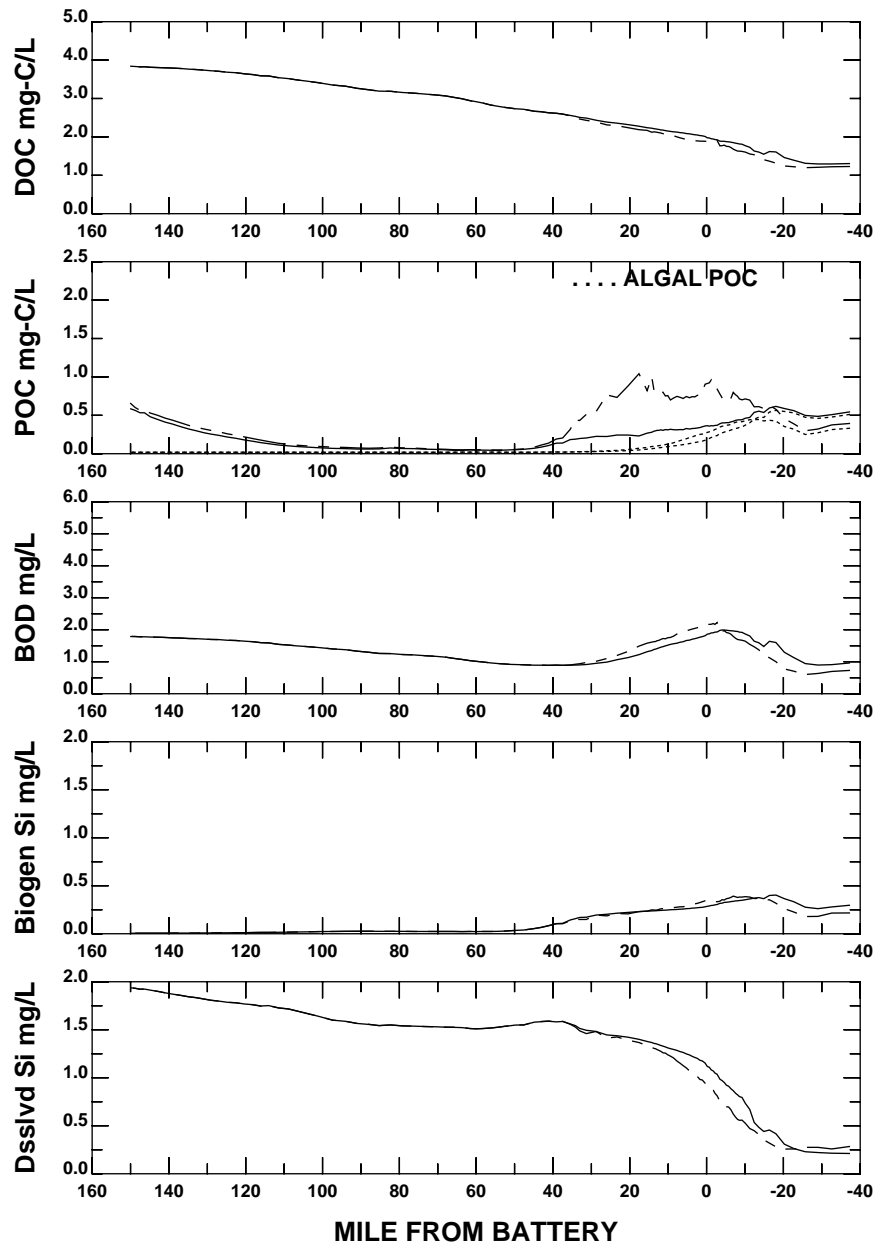 DOC mg-C/L
5.0
4.0
3.0
2.0
1.0
0.0
160 140 120 100 80 60 40 20 0 -20 -40
POC mg-C/L
. . . . ALGAL POC
2.5
2.0
1.5
1.0
0.5
0.0
160 140 120 100 80 60 40 20 0 -20 -40
BOD mg/L
6.0
5.0
4.0
3.0
2.0
1.0
0.0
160 140 120 100 80 60 40 20 0 -20 -40
Biogen Si mg/L
2.0
1.5
1.0
0.5
0.0
160 140 120 100 80 60 40 20 0 -20 -40
Dsslvd Si mg/L
2.0
1.5
1.0
0.5
0.0
160 140 120 100 80 60 40 20 0 -20 -40
MILE FROM BATTERY